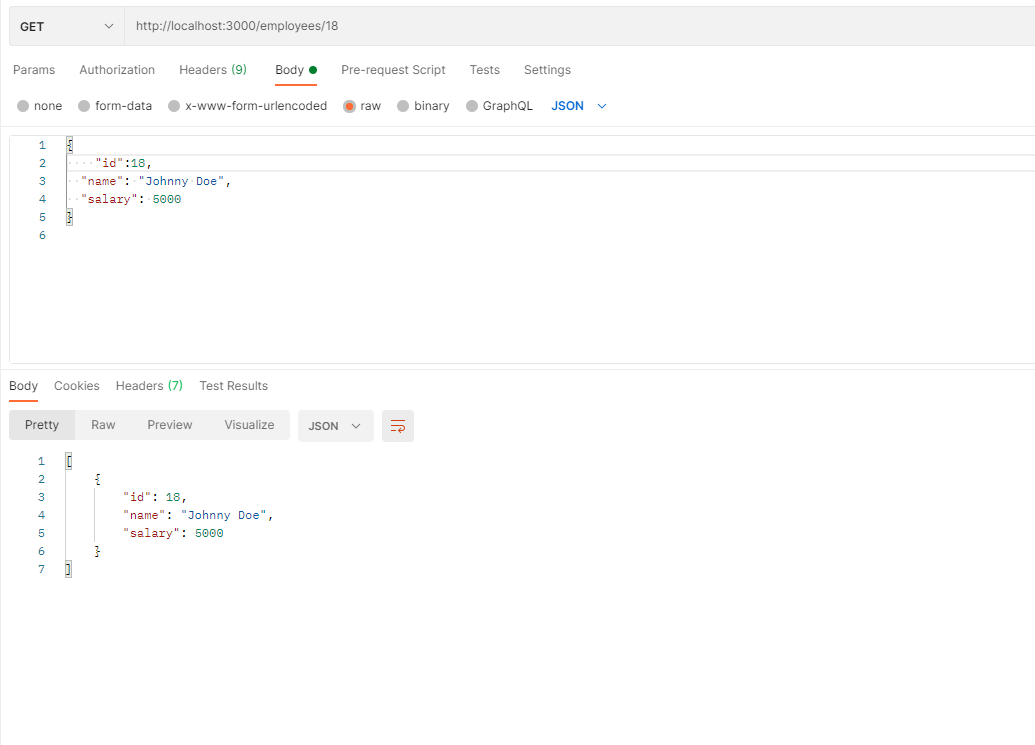 GET http://localhost:3000/employees/18
Params Authorization Headers (9) Body Pre-request Script Tests Settings
none form-data x-www-form-urlencoded raw binary GraphQL JSON
1 {
2 ····"id":18,
3 ··"name":·"Johnny·Doe",
4 ··"salary":·5000
5 }
6
Body Cookies Headers (7) Test Results
Pretty Raw Preview Visualize JSON
1 [
2 {
3 "id": 18,
4 "name": "Johnny Doe",
5 "salary": 5000
6 }
7 ]